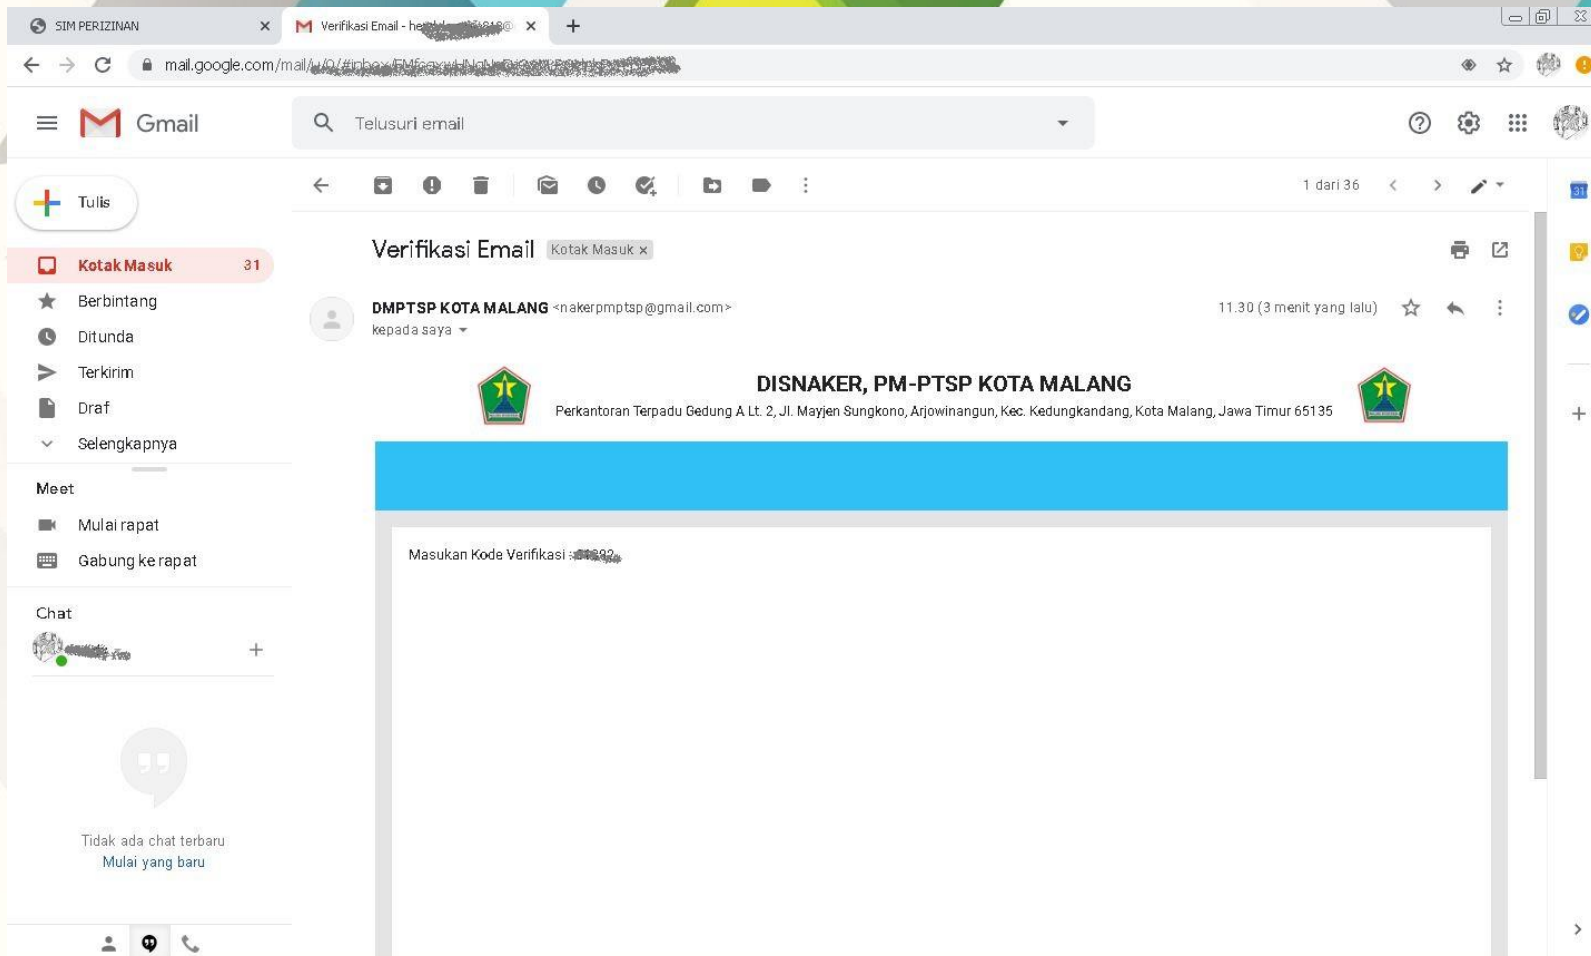 SIM PERIZINAN
Verifikasi Email -
mail.google.com/mail/
Gmail
Telusuri email
Tulis
1 dari 36
Verifikasi Email Kotak Masuk x
Kotak Masuk 31
Berbintang
Ditunda
Terkirim
Draf
Selengkapnya
DMPTSP KOTA MALANG <nakerpmptsp@gmail.com>
11.30 (3 menit yang lalu)
kepada saya
DISNAKER, PM-PTSP KOTA MALANG
Perkantoran Terpadu Gedung A Lt. 2, Jl. Mayjen Sungkono, Arjowinangun, Kec. Kedungkandang, Kota Malang, Jawa Timur 65135
Masukan Kode Verifikasi :
Meet
Mulai rapat
Gabung ke rapat
Chat
Tidak ada chat terbaru
Mulai yang baru
31